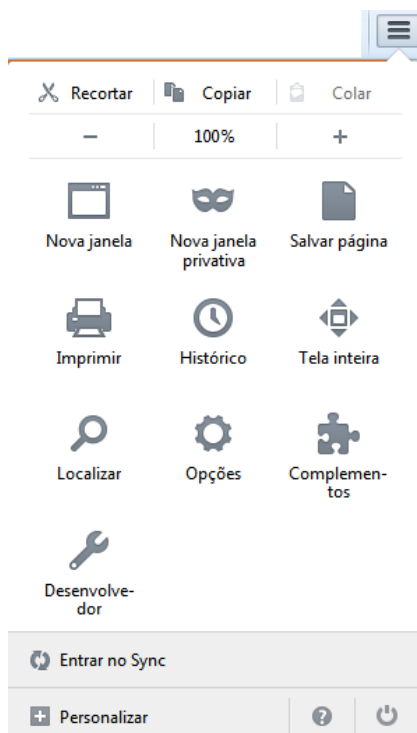 Recortar Copiar Colar
− 100% +
Nova janela Nova janela privativa Salvar página
Imprimir Histórico Tela inteira
Localizar Opções Complemen-
tos
Desenvolve-
dor
Entrar no Sync
Personalizar ?